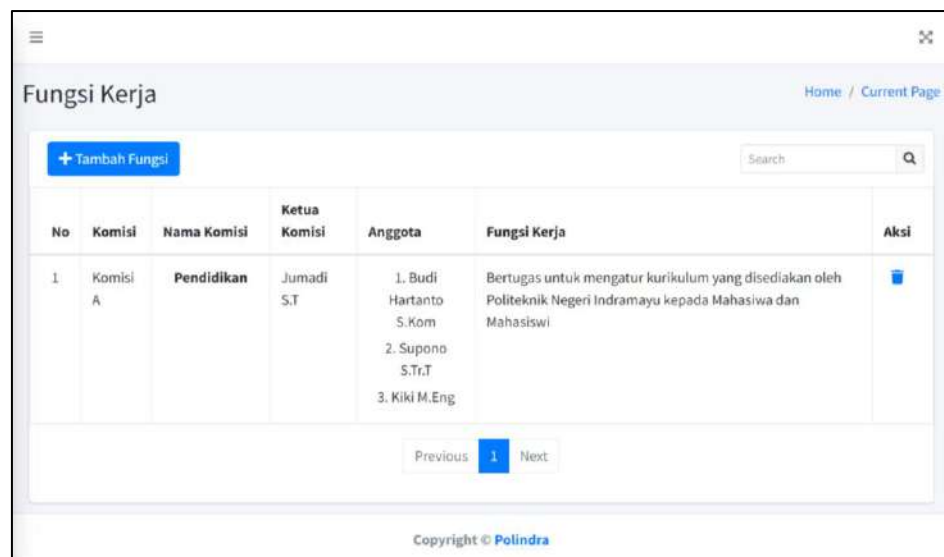 Fungsi Kerja
Home / Current Page
+ Tambah Fungsi
Search
No Komisi Nama Komisi Ketua Komisi Anggota Fungsi Kerja Aksi
1
Komisi
A
Pendidikan
Jumadi
S.T
1. Budi
Hartanto
S.Kom
2. Supono
S.Tr.T
3. Kiki M.Eng
Bertugas untuk mengatur kurikulum yang disediakan oleh
Politeknik Negeri Indramayu kepada Mahasiwa dan
Mahasiswi
Previous 1 Next
Copyright © Polindra